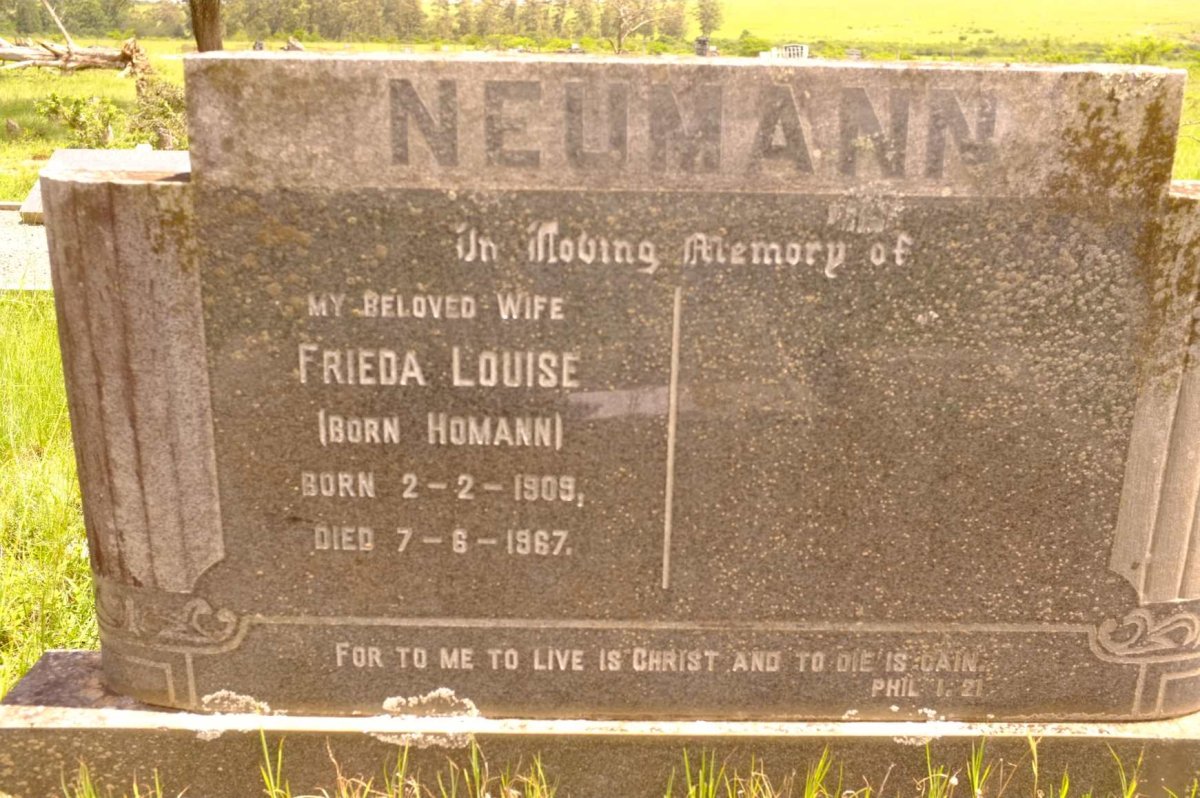 NEUMANN
In Loving Memory of
MY BELOVED WIFE
FRIEDA LOUISE
(BORN HOMANN)
BORN 2-2-1909,
DIED 7-6-1967.
FOR TO ME TO LIVE IS CHRIST AND TO DIE IS GAIN.
PHIL 1. 21